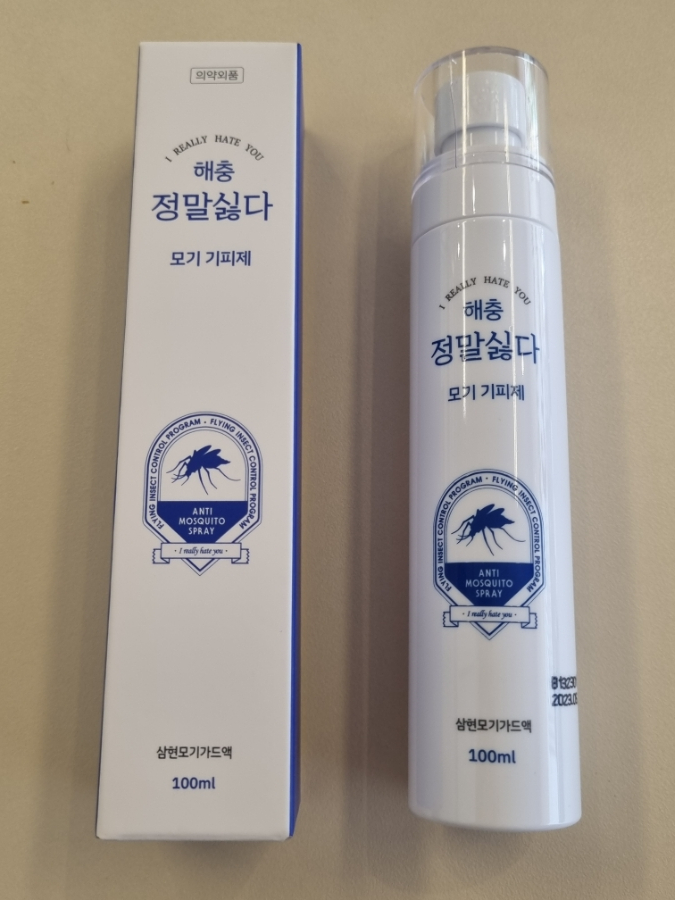 의약외품
I REALLY HATE YOU
해충
정말싫다
모기 기피제
FLYING INSECT CONTROL PROGRAM • FLYING INSECT CONTROL PROGRAM
ANTI
MOSQUITO
SPRAY
• I really hate you •
삼현모기가드액
100ml
I REALLY HATE YOU
해충
정말싫다
모기 기피제
FLYING INSECT CONTROL PROGRAM • FLYING INSECT CONTROL PROGRAM
ANTI
MOSQUITO
SPRAY
• I really hate you •
삼현모기가드액
100ml